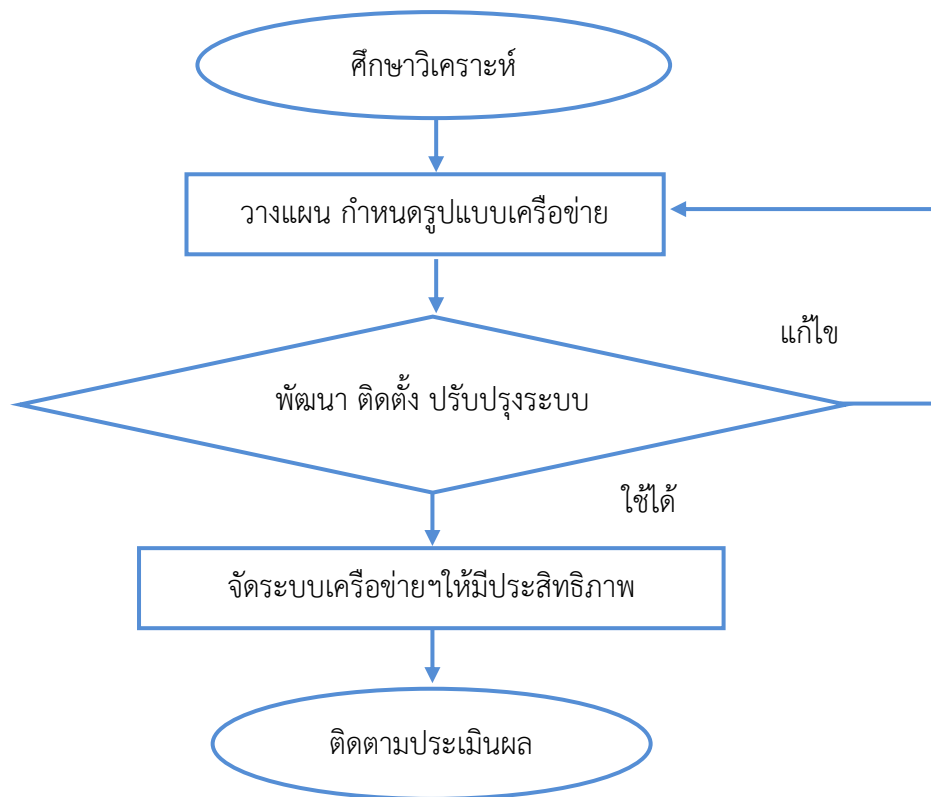 ศึกษาวิเคราะห์
วางแผน กำหนดรูปแบบเครือข่าย
แก้ไข
พัฒนา ติดตั้ง ปรับปรุงระบบ
ใช้ได้
จัดระบบเครือข่ายฯให้มีประสิทธิภาพ
ติดตามประเมินผล